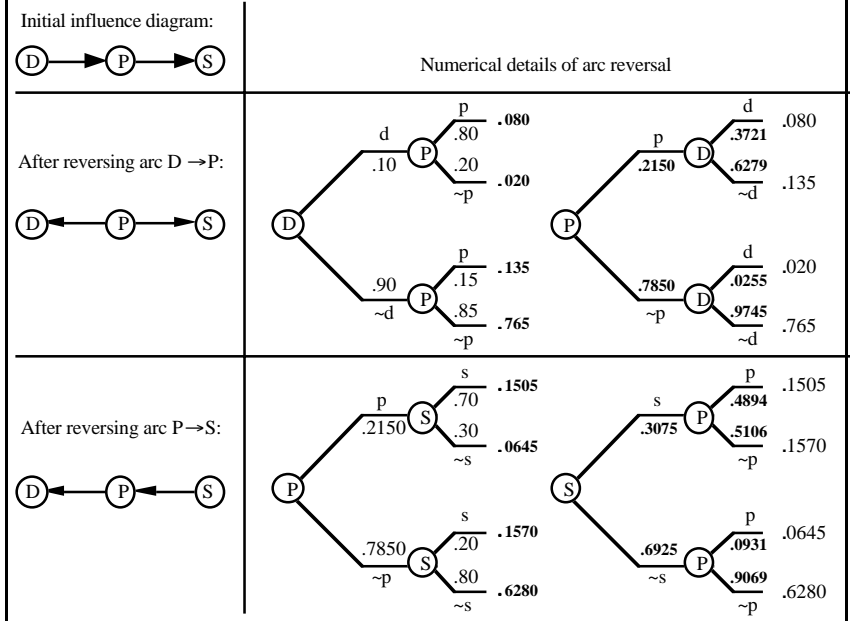 Initial influence diagram:
D P S
Numerical details of arc reversal
After reversing arc D →P:
D P S
p
d .080
.80
P
.10 .20
.020
~p
D
p
.90 .135
.15
P
~d .85
.765
~p
d
p .080
.3721
D
.2150 .6279
.135
~d
P
d
.7850 .020
.0255
D
~p .9745
.765
~d
After reversing arc P→S:
D P S
s
p .1505
.70
S
.2150 .30
.0645
~s
P
s
.7850 .1570
.20
S
~p .80
.6280
~s
p
s .1505
.4894
P
.3075 .5106
.1570
~p
S
p
.6925 .0645
.0931
P
~s .9069
.6280
~p